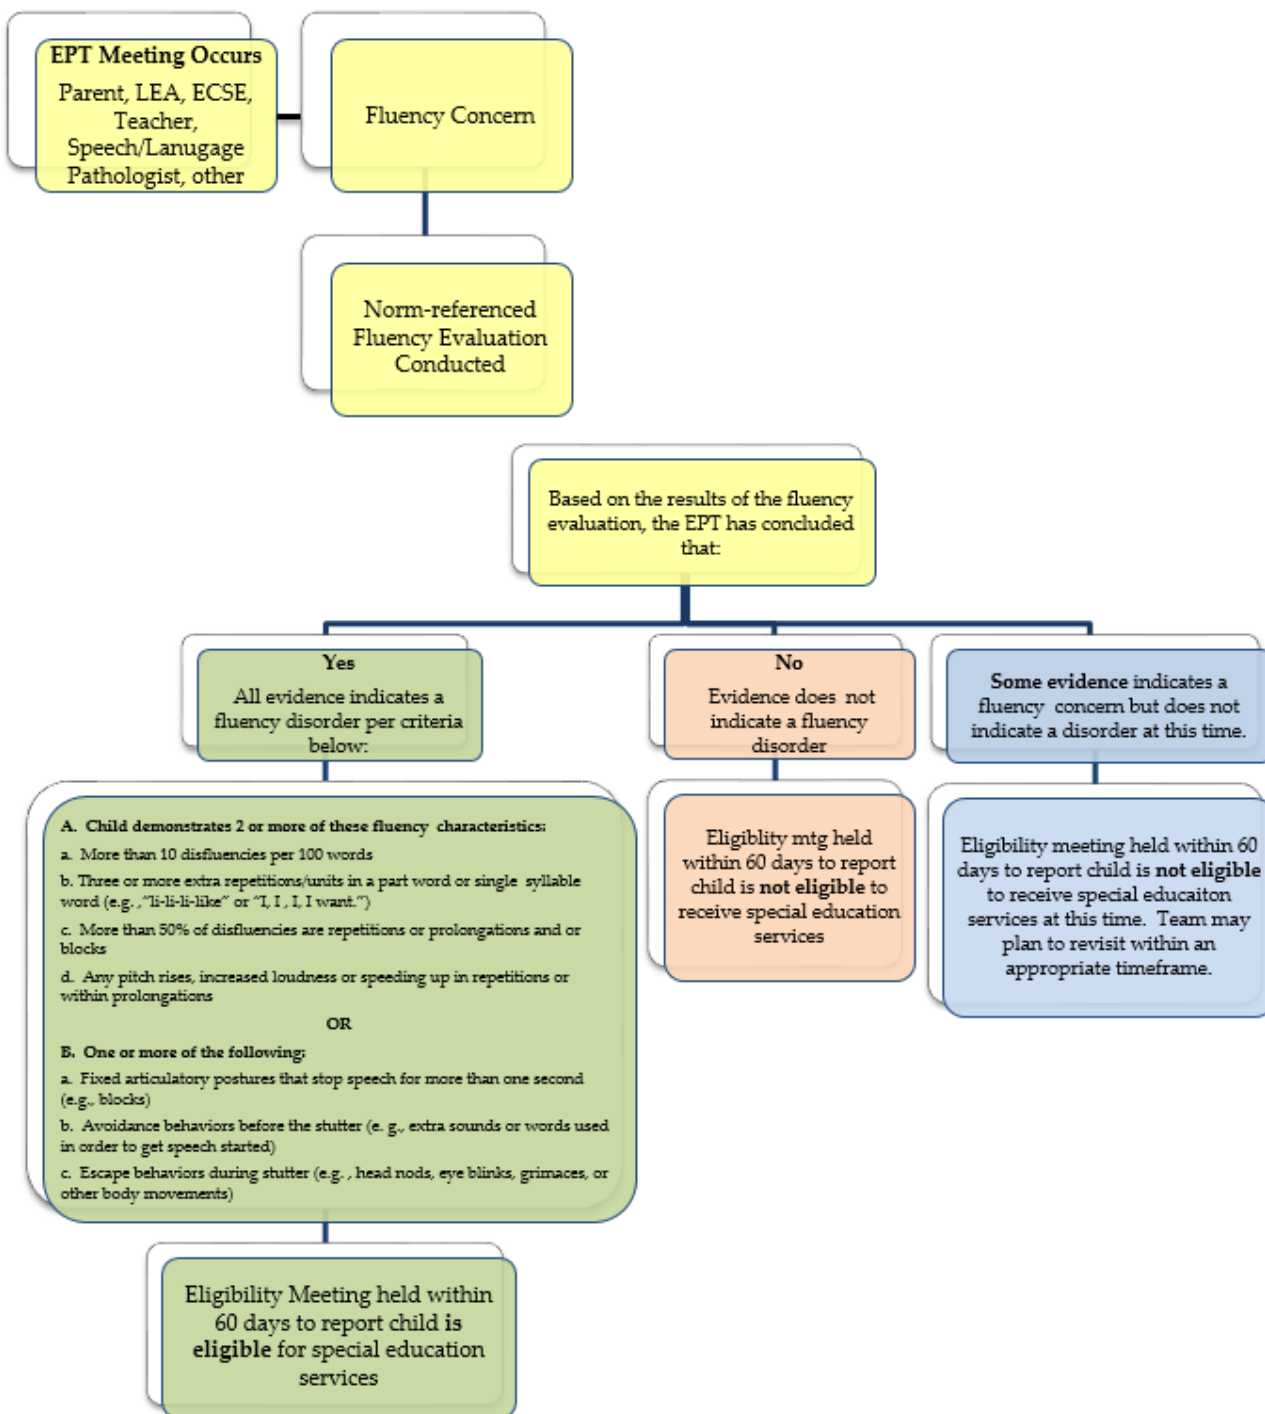 EPT Meeting Occurs
Parent, LEA, ECSE,
Teacher,
Speech/Lanugage
Pathologist, other
Fluency Concern
Norm-referenced
Fluency Evaluation
Conducted
Based on the results of the fluency
evaluation, the EPT has concluded
that:
Yes
All evidence indicates a
fluency disorder per criteria
below:
No
Evidence does not
indicate a fluency
disorder
Some evidence indicates a
fluency concern but does not
indicate a disorder at this time.
A. Child demonstrates 2 or more of these fluency characteristics:
a. More than 10 disfluencies per 100 words
b. Three or more extra repetitions/units in a part word or single syllable
word (e.g. ,"li-li-li-like" or "I, I , I, I want.")
c. More than 50% of disfluencies are repetitions or prolongations and or
blocks
d. Any pitch rises, increased loudness or speeding up in repetitions or
within prolongations
OR
B. One or more of the following:
a. Fixed articulatory postures that stop speech for more than one second
(e.g., blocks)
b. Avoidance behaviors before the stutter (e. g., extra sounds or words used
in order to get speech started)
c. Escape behaviors during stutter (e.g. , head nods, eye blinks, grimaces, or
other body movements)
Eligiblity mtg held
within 60 days to report
child is not eligible to
receive special education
services
Eligibility meeting held within 60
days to report child is not eligible
to receive special educaiton
services at this time. Team may
plan to revisit within an
appropriate timeframe.
Eligibility Meeting held within
60 days to report child is
eligible for special education
services